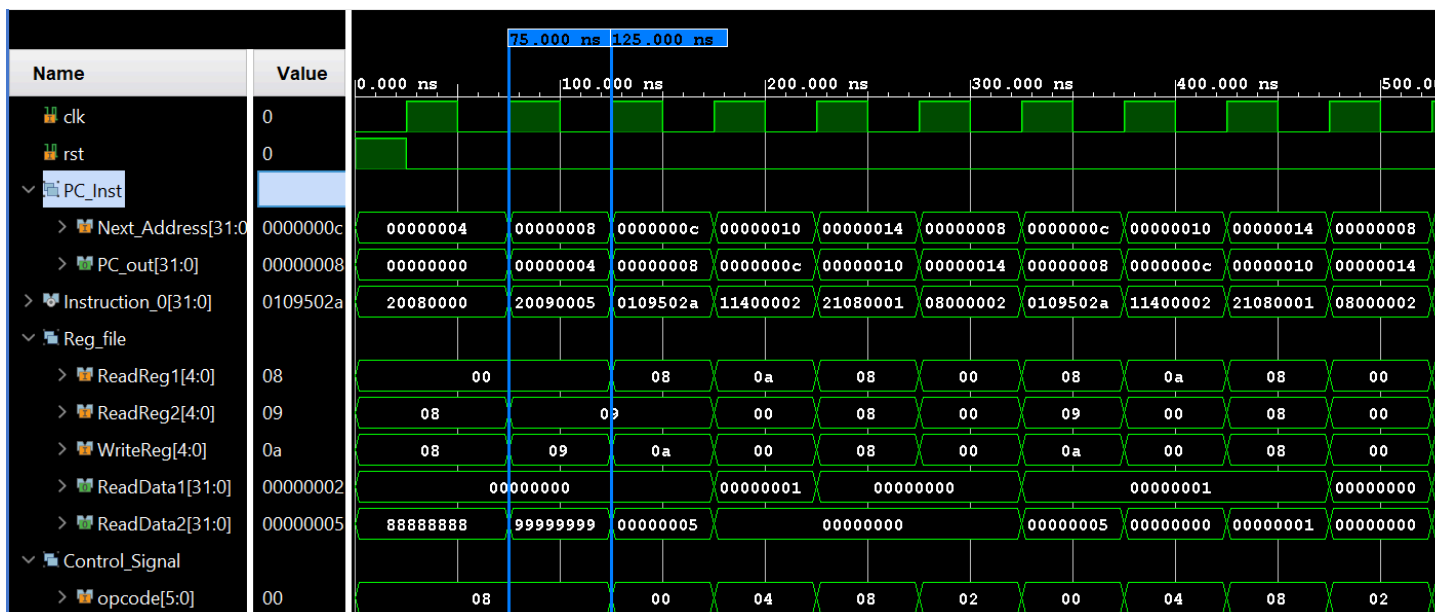 75.000 ns 125.000 ns
Name Value 0.000 ns 100.000 ns 200.000 ns 300.000 ns 400.000 ns 500.0
clk 0
rst 0
PC_Inst
Next_Address[31:0 0000000c 00000004 00000008 0000000c 00000010 00000014 00000008 0000000c 00000010 00000014 00000008
PC_out[31:0] 00000008 00000000 00000004 00000008 0000000c 00000010 00000014 00000008 0000000c 00000010 00000014
Instruction_0[31:0] 0109502a 20080000 20090005 0109502a 11400002 21080001 08000002 0109502a 11400002 21080001 08000002
Reg_file
ReadReg1[4:0] 08 00 08 0a 08 00 08 0a 08 00
ReadReg2[4:0] 09 08 09 00 08 00 09 00 08 00
WriteReg[4:0] 0a 08 09 0a 00 08 00 0a 00 08 00
ReadData1[31:0] 00000002 00000000 00000001 00000000 00000001 00000000
ReadData2[31:0] 00000005 88888888 99999999 00000005 00000000 00000005 00000000 00000001 00000000
Control_Signal
opcode[5:0] 00 08 00 04 08 02 00 04 08 02